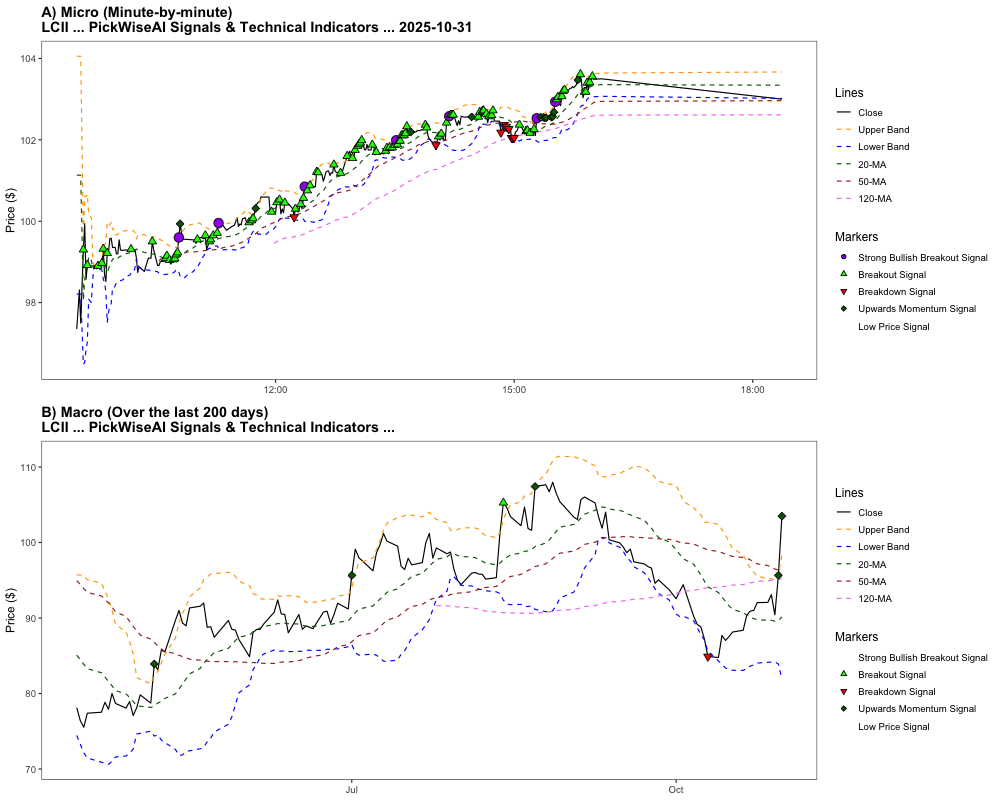 A) Micro (Minute-by-minute)
LCII ... PickWiseAI Signals & Technical Indicators ... 2025-10-31
Price ($)
104
102
100
98
12:00
15:00
18:00
Lines
Close
Upper Band
Lower Band
20-MA
50-MA
120-MA
Markers
Strong Bullish Breakout Signal
Breakout Signal
Breakdown Signal
Upwards Momentum Signal
Low Price Signal
B) Macro (Over the last 200 days)
LCII ... PickWiseAI Signals & Technical Indicators ...
Price ($)
110
100
90
80
70
Jul
Oct
Lines
Close
Upper Band
Lower Band
20-MA
50-MA
120-MA
Markers
Strong Bullish Breakout Signal
Breakout Signal
Breakdown Signal
Upwards Momentum Signal
Low Price Signal